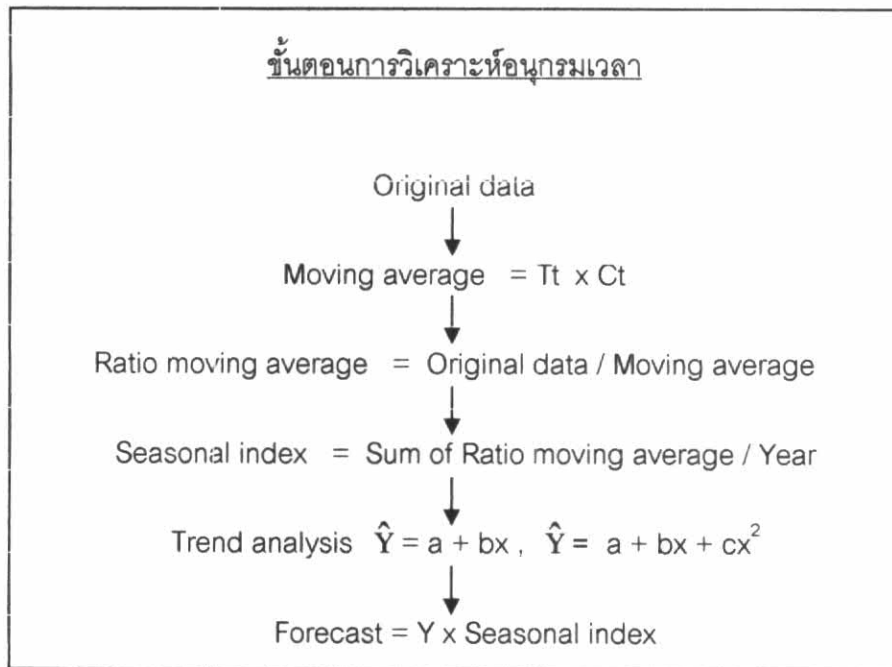 ขั้นตอนการวิเคราะห์อนุกรมเวลา
Original data
Moving average = Tt x Ct
Ratio moving average = Original data / Moving average
Seasonal index = Sum of Ratio moving average / Year
Trend analysis Ŷ = a + bx , Ŷ = a + bx + cx²
Forecast = Y x Seasonal index